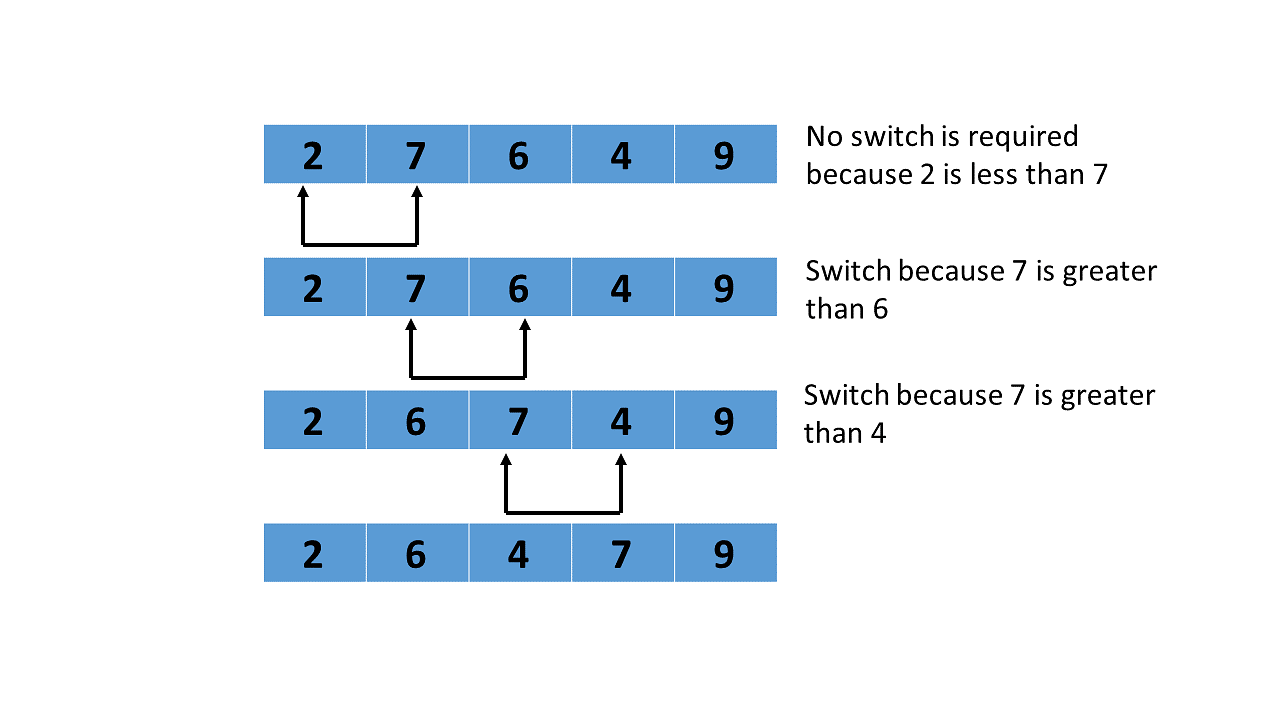 2 7 6 4 9
No switch is required
because 2 is less than 7
2 7 6 4 9
Switch because 7 is greater
than 6
2 6 7 4 9
Switch because 7 is greater
than 4
2 6 4 7 9